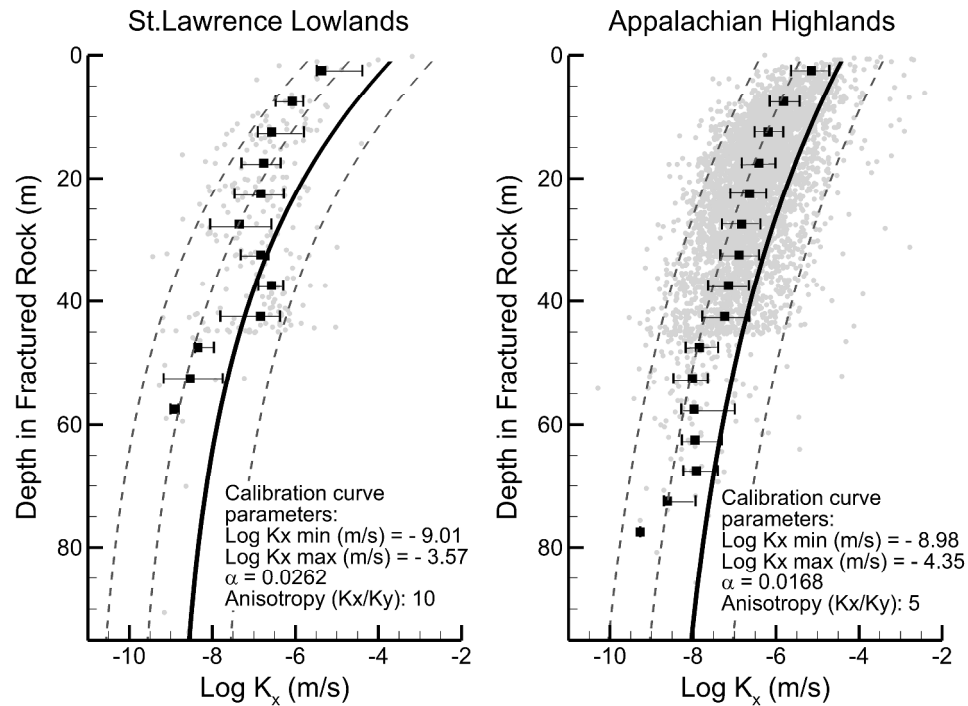 St.Lawrence Lowlands
Depth in Fractured Rock (m)
0
20
40
60
80
Calibration curve
parameters:
Log Kx min (m/s) = - 9.01
Log Kx max (m/s) = - 3.57
α = 0.0262
Anisotropy (Kx/Ky): 10
-10
-8
-6
-4
-2
Log Kx (m/s)
Appalachian Highlands
Depth in Fractured Rock (m)
0
20
40
60
80
Calibration curve
parameters:
Log Kx min (m/s) = - 8.98
Log Kx max (m/s) = - 4.35
α = 0.0168
Anisotropy (Kx/Ky): 5
-10
-8
-6
-4
-2
Log Kx (m/s)